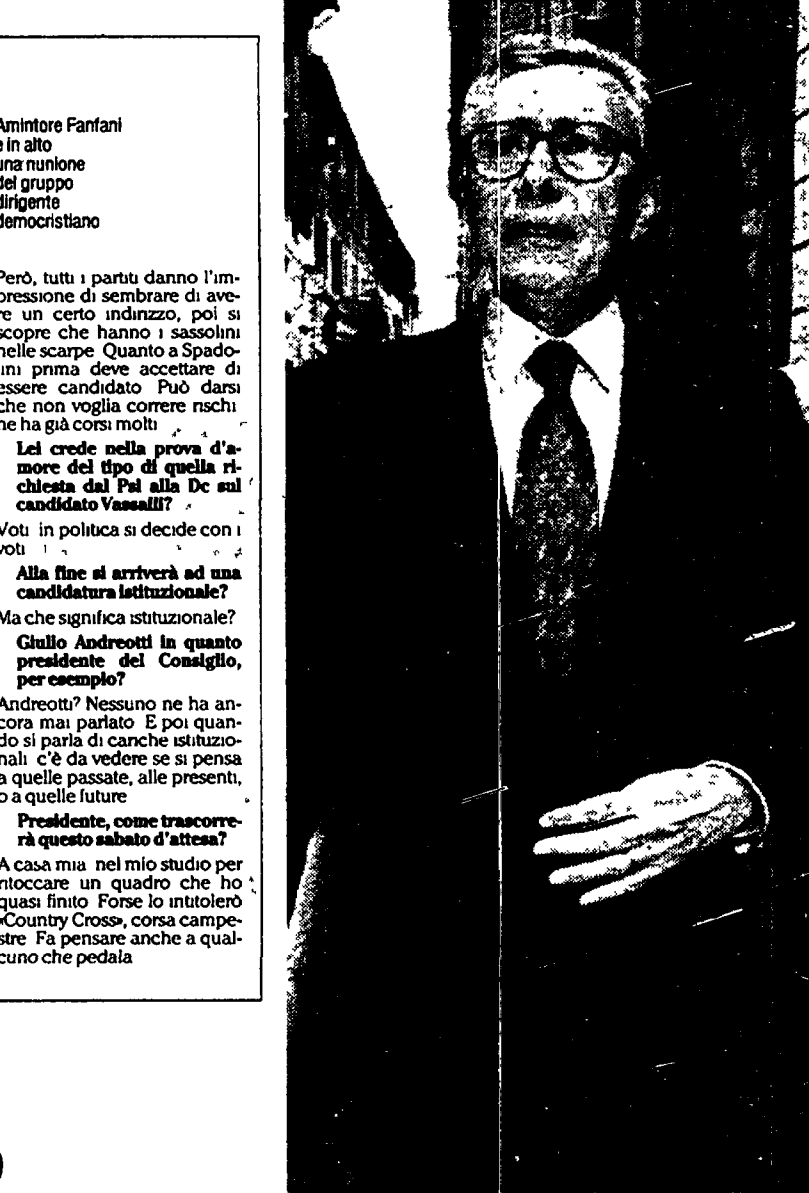 Amintore Fanfani
e in alto
una riunione
del gruppo
dirigente
democristiano
Però, tutti i partiti danno l'im-
pressione di sembrare di ave-
re un certo indirizzo, poi si
scopre che hanno i sassolini
nelle scarpe Quanto a Spado-
lini prima deve accettare di
essere candidato Può darsi
che non voglia correre rischi
ne ha già corsi molti
Lei crede nella prova d'a-
more del tipo di quella ri-
chiesta dal Psi alla Dc sul
candidato Vassalli?
Voti in politica si decide con i
voti
Alla fine si arriverà ad una
candidatura istituzionale?
Ma che significa istituzionale?
Giulio Andreotti in quanto
presidente del Consiglio,
per esempio?
Andreotti? Nessuno ne ha an-
cora mai parlato E poi quan-
do si parla di cariche istituzio-
nali c'è da vedere se si pensa
a quelle passate, alle presenti,
o a quelle future
Presidente, come trascorre-
rà questo sabato d'attesa?
A casa mia nel mio studio per
ritoccare un quadro che ho
quasi finito Forse lo intitolerò
«Country Cross», corsa campe-
stre Fa pensare anche a qual-
cuno che pedala